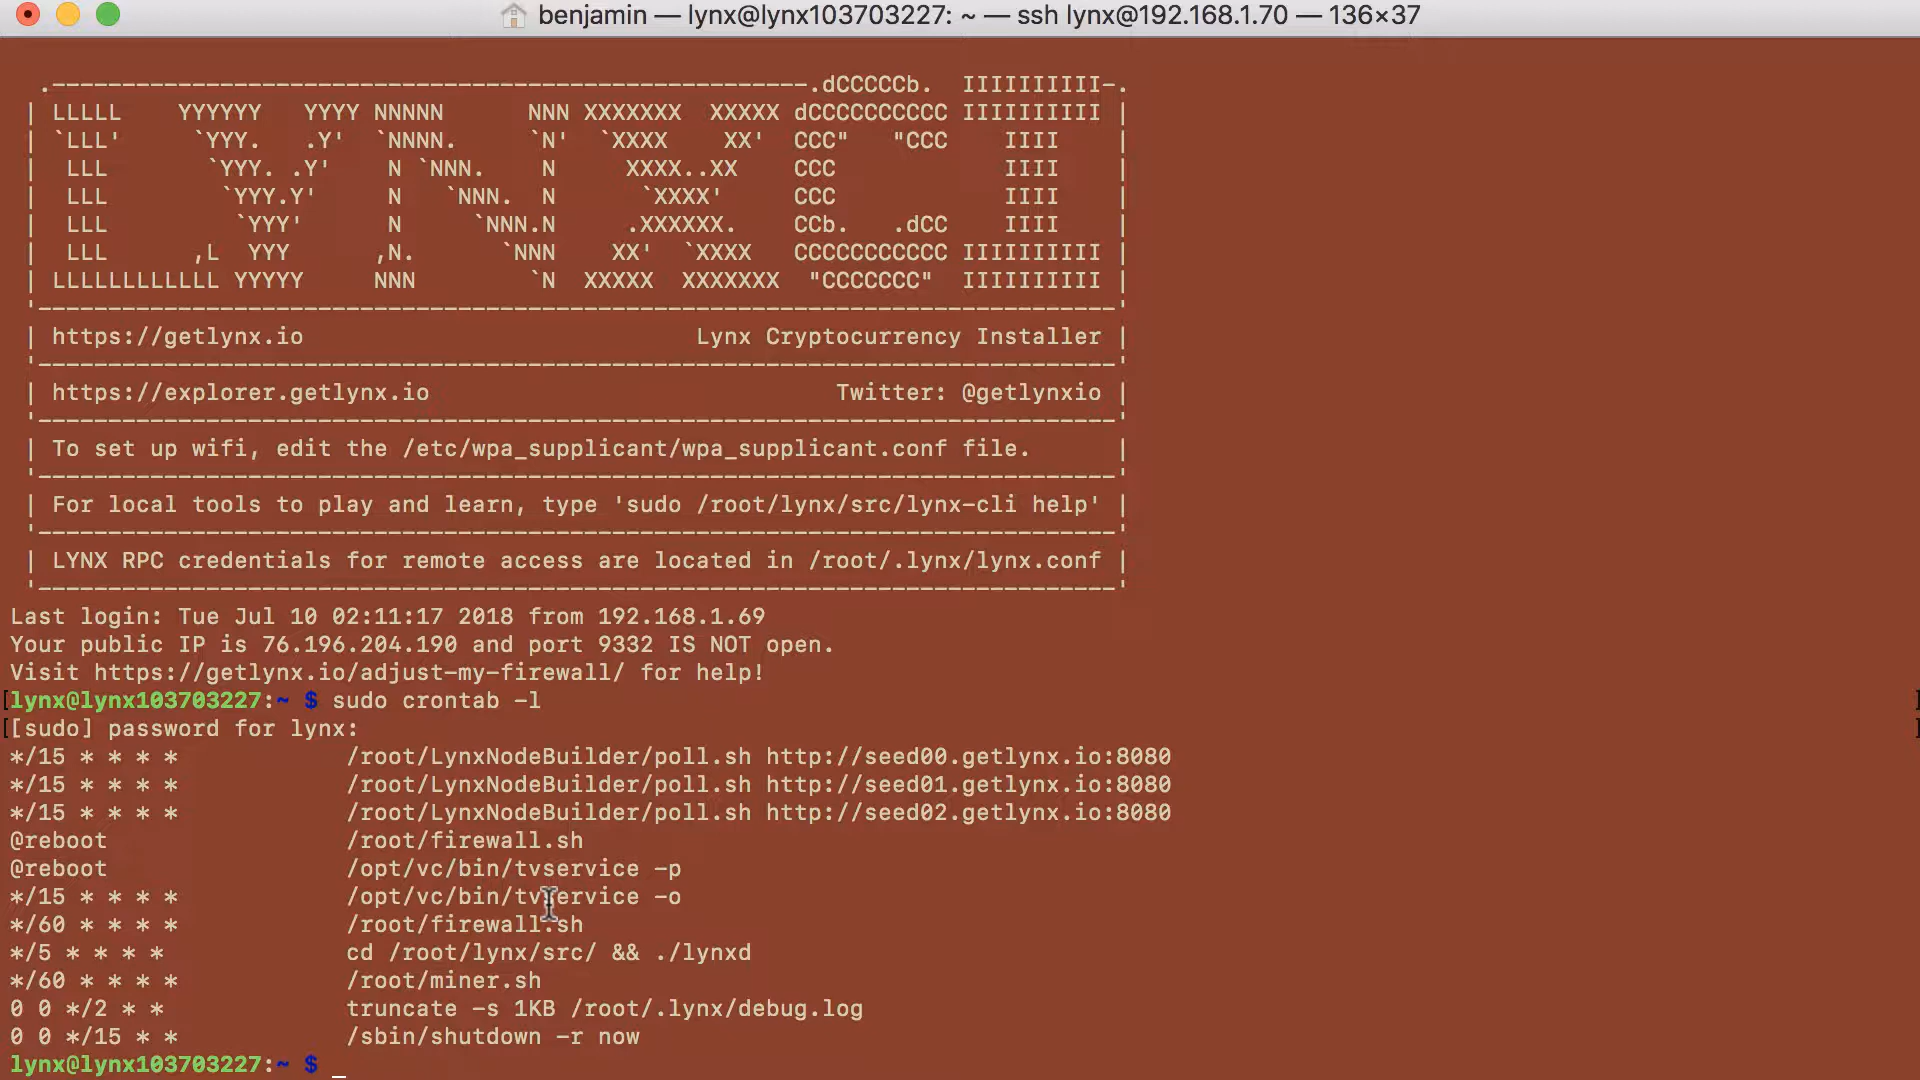 benjamin — lynx@lynx103703227: ~ — ssh lynx@192.168.1.70 — 136×37
.------------------------------------------------------.dCCCCCb.  IIIIIIIIII-.
| LLLLL    YYYYYY   YYYY NNNNN      NNN XXXXXXX  XXXXX dCCCCCCCCCC IIIIIIIIII |
| `LLL'     `YYY.   .Y'  `NNNN.     `N'  `XXXX    XX'  CCC"   "CCC    IIII    |
|  LLL       `YYY. .Y'    N `NNN.    N     XXXX..XX    CCC            IIII    |
|  LLL        `YYY.Y'     N   `NNN.  N      `XXXX'     CCC            IIII    |
|  LLL         `YYY'      N     `NNN.N     .XXXXXX.    CCb.   .dCC    IIII    |
|  LLL      ,L  YYY      ,N.      `NNN    XX'  `XXXX   CCCCCCCCCCC IIIIIIIIII |
| LLLLLLLLLLLL YYYYY     NNN        `N  XXXXX  XXXXXXX  "CCCCCCC"  IIIIIIIIII |
'-----------------------------------------------------------------------------'
| https://getlynx.io                            Lynx Cryptocurrency Installer |
'-----------------------------------------------------------------------------'
| https://explorer.getlynx.io                             Twitter: @getlynxio |
'-----------------------------------------------------------------------------'
| To set up wifi, edit the /etc/wpa_supplicant/wpa_supplicant.conf file.      |
'-----------------------------------------------------------------------------'
| For local tools to play and learn, type 'sudo /root/lynx/src/lynx-cli help' |
'-----------------------------------------------------------------------------'
| LYNX RPC credentials for remote access are located in /root/.lynx/lynx.conf |
'-----------------------------------------------------------------------------'
Last login: Tue Jul 10 02:11:17 2018 from 192.168.1.69
Your public IP is 76.196.204.190 and port 9332 IS NOT open.
Visit https://getlynx.io/adjust-my-firewall/ for help!
[lynx@lynx103703227:~ $ sudo crontab -l ]
[[sudo] password for lynx: ]
*/15 * * * *            /root/LynxNodeBuilder/poll.sh http://seed00.getlynx.io:8080
*/15 * * * *            /root/LynxNodeBuilder/poll.sh http://seed01.getlynx.io:8080
*/15 * * * *            /root/LynxNodeBuilder/poll.sh http://seed02.getlynx.io:8080
@reboot                 /root/firewall.sh
@reboot                 /opt/vc/bin/tvservice -p
*/15 * * * *            /opt/vc/bin/tvservice -o
*/60 * * * *            /root/firewall.sh
*/5 * * * *             cd /root/lynx/src/ && ./lynxd
*/60 * * * *            /root/miner.sh
0 0 */2 * *             truncate -s 1KB /root/.lynx/debug.log
0 0 */15 * *            /sbin/shutdown -r now
lynx@lynx103703227:~ $ _